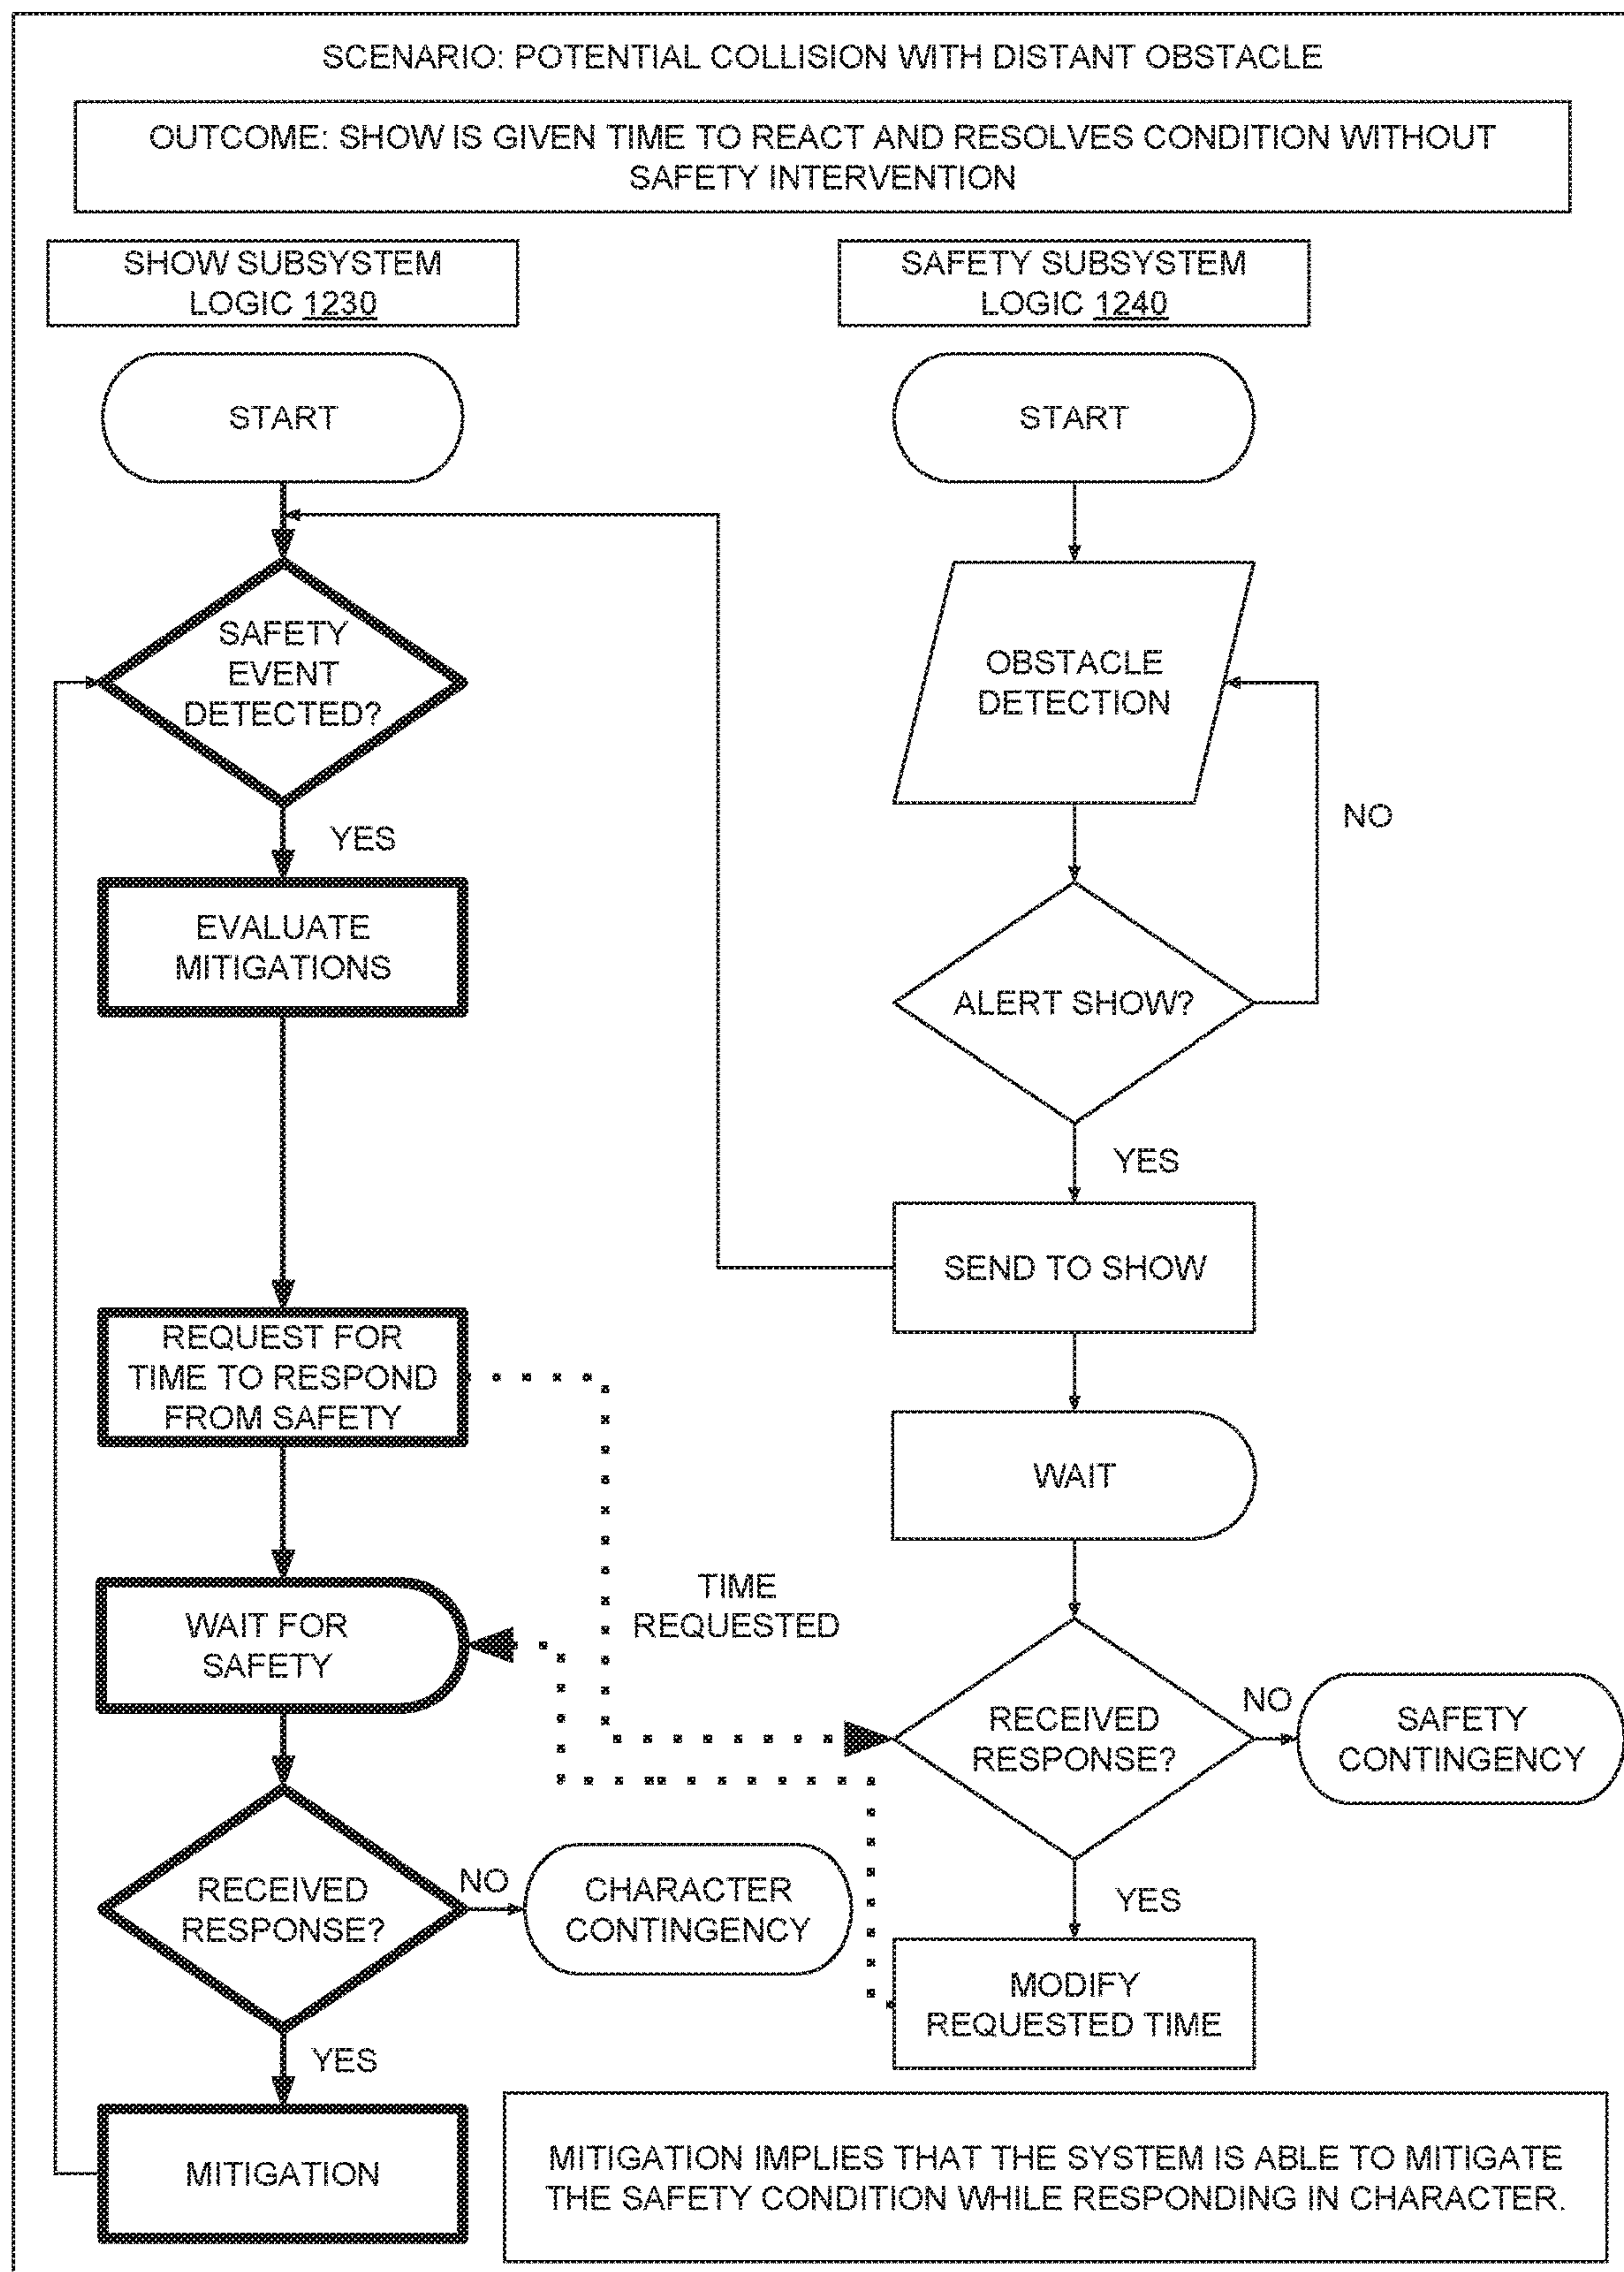 SCENARIO: POTENTIAL COLLISION WITH DISTANT OBSTACLE
OUTCOME: SHOW IS GIVEN TIME TO REACT AND RESOLVES CONDITION WITHOUT
SAFETY INTERVENTION
SHOW SUBSYSTEM
LOGIC 1230
START
SAFETY
EVENT
DETECTED?
YES
EVALUATE
MITIGATIONS
REQUEST FOR
TIME TO RESPOND
FROM SAFETY
WAIT FOR
SAFETY
RECEIVED
RESPONSE?
NO
CHARACTER
CONTINGENCY
YES
MITIGATION
TIME
REQUESTED
SAFETY SUBSYSTEM
LOGIC 1240
START
OBSTACLE
DETECTION
NO
ALERT SHOW?
YES
SEND TO SHOW
WAIT
RECEIVED
RESPONSE?
NO
SAFETY
CONTINGENCY
YES
MODIFY
REQUESTED TIME
MITIGATION IMPLIES THAT THE SYSTEM IS ABLE TO MITIGATE
THE SAFETY CONDITION WHILE RESPONDING IN CHARACTER.